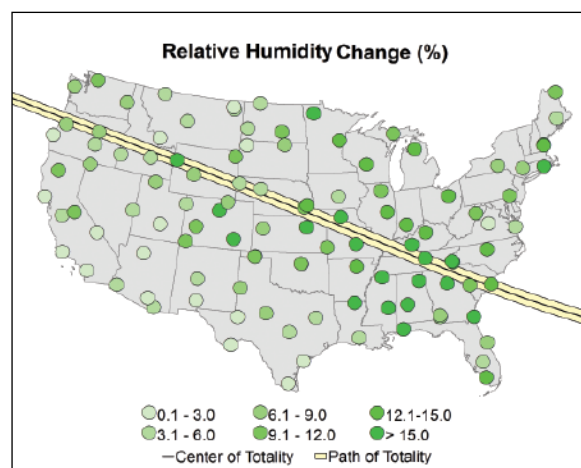 Relative Humidity Change (%)
0.1 - 3.0 6.1 - 9.0 12.1-15.0
3.1 - 6.0 9.1 - 12.0 > 15.0
Center of Totality Path of Totality